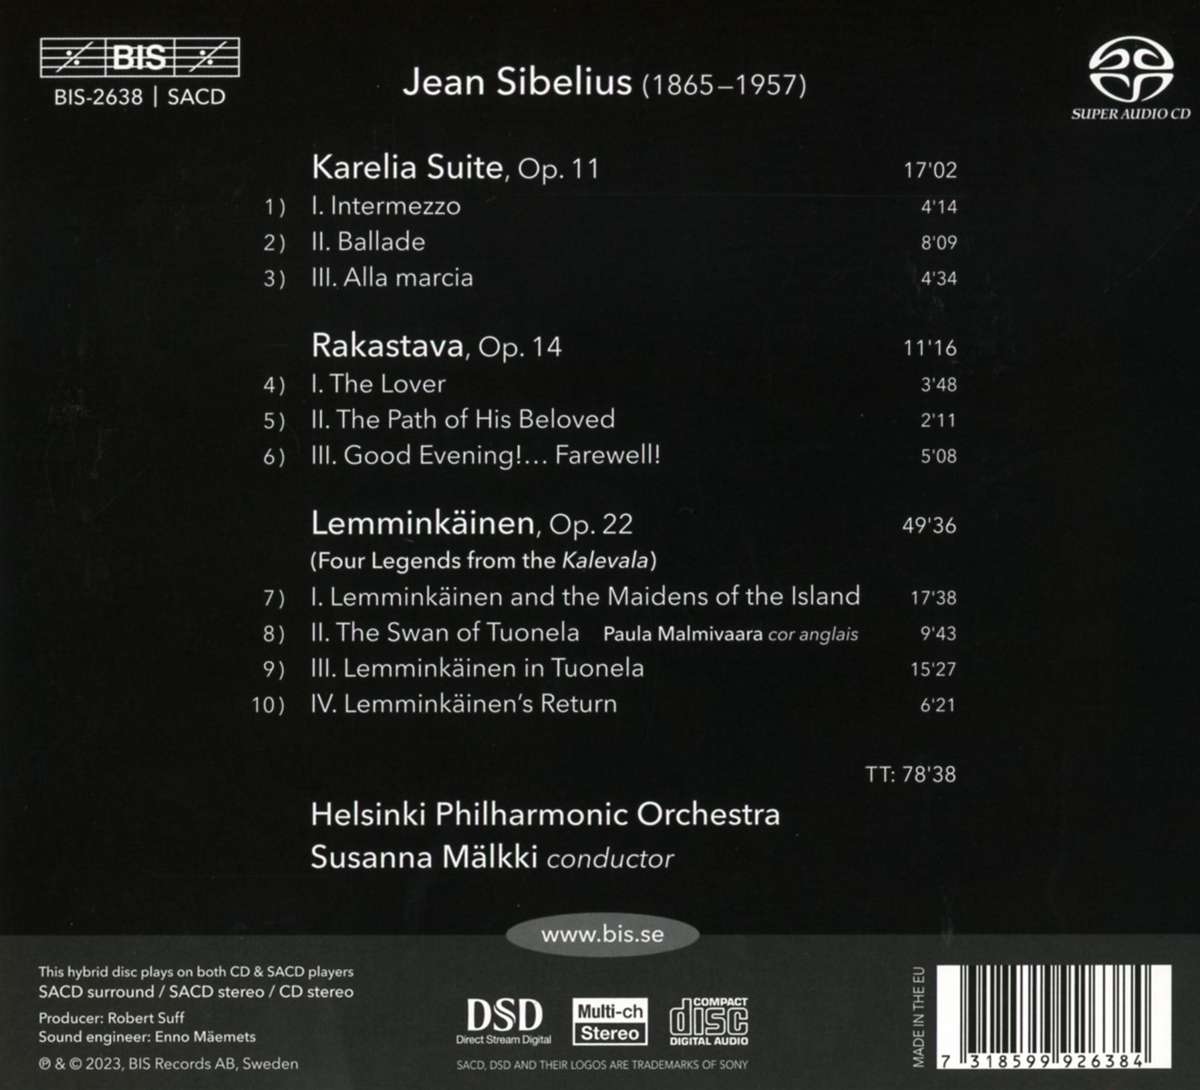 BIS
BIS-2638 | SACD
Jean Sibelius (1865–1957)
SUPER AUDIO CD
Karelia Suite, Op. 11 17'02
1) I. Intermezzo 4'14
2) II. Ballade 8'09
3) III. Alla marcia 4'34
Rakastava, Op. 14 11'16
4) I. The Lover 3'48
5) II. The Path of His Beloved 2'11
6) III. Good Evening!… Farewell! 5'08
Lemminkäinen, Op. 22 49'36
(Four Legends from the Kalevala)
7) I. Lemminkäinen and the Maidens of the Island 17'38
8) II. The Swan of Tuonela Paula Malmivaara cor anglais 9'43
9) III. Lemminkäinen in Tuonela 15'27
10) IV. Lemminkäinen's Return 6'21
TT: 78'38
Helsinki Philharmonic Orchestra
Susanna Mälkki conductor
www.bis.se
This hybrid disc plays on both CD & SACD players
SACD surround / SACD stereo / CD stereo
Producer: Robert Suff
Sound engineer: Enno Mäemets
℗ & © 2023, BIS Records AB, Sweden
DSD
Direct Stream Digital
Multi-ch
Stereo
COMPACT
disc
DIGITAL AUDIO
SACD, DSD AND THEIR LOGOS ARE TRADEMARKS OF SONY
MADE IN THE EU
7 318599 926384